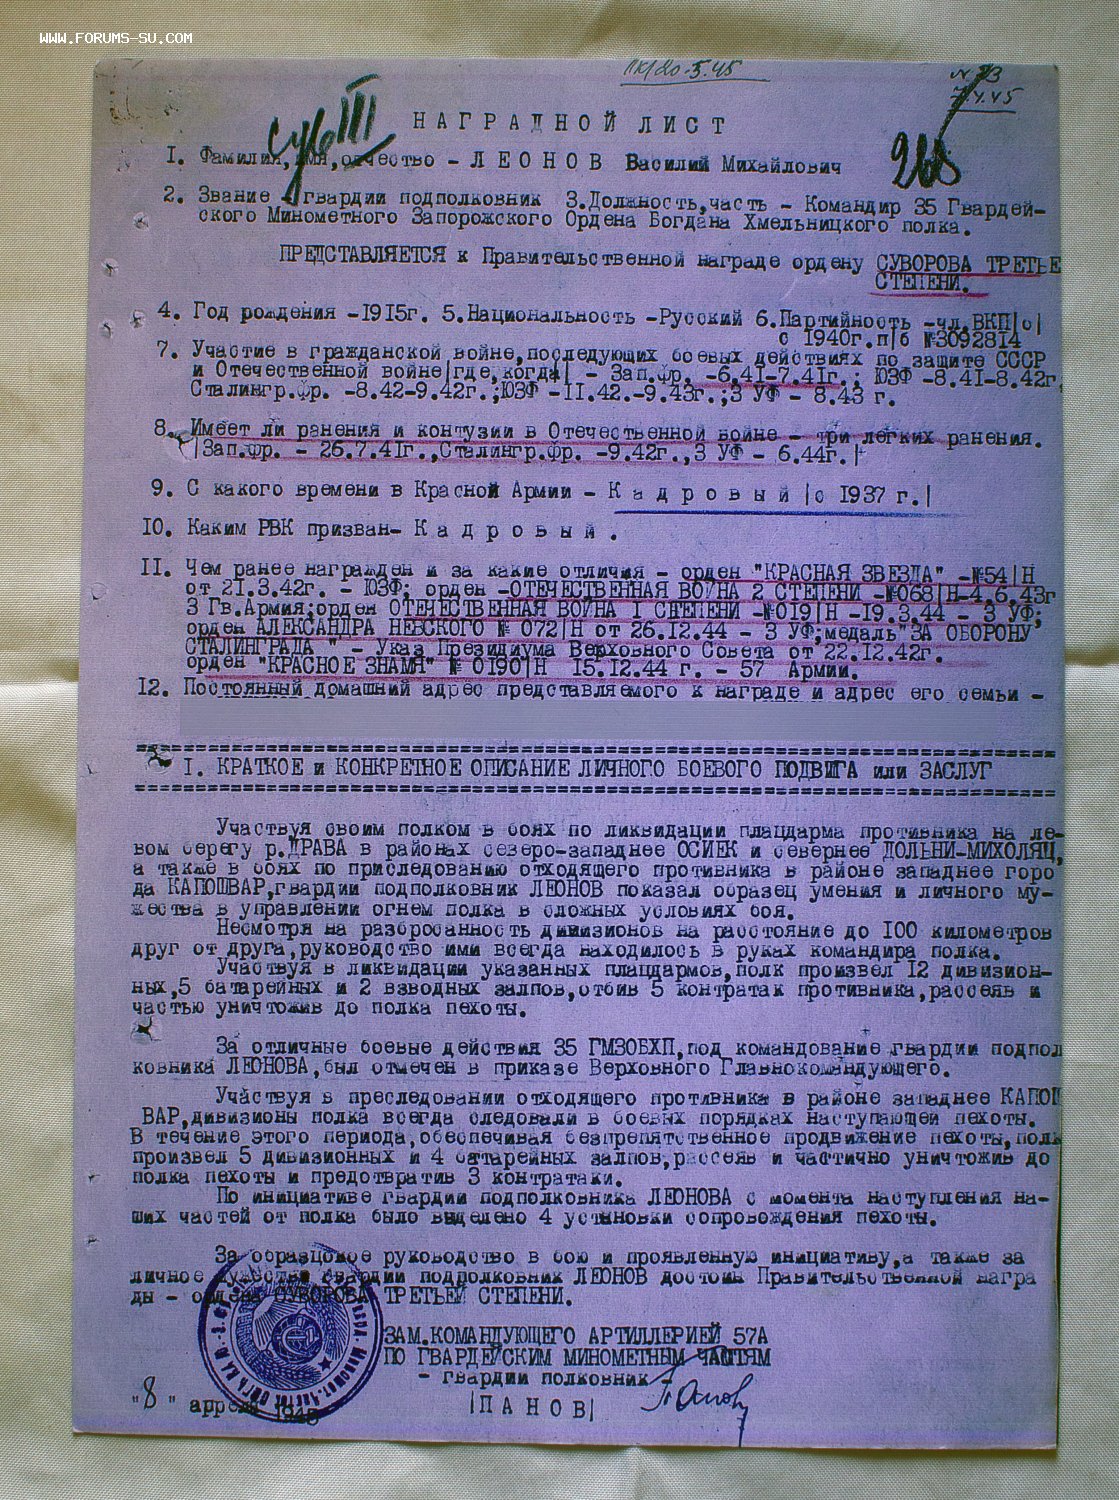 WWW.FORUMS-SU.COM
7.4.45
Сув III
НАГРАДНОЙ ЛИСТ
I. Фамилия, имя, отчество - ЛЕОНОВ Василий Михайлович
2. Звание - гвардии подполковник 3.Должность,часть - Командир 35 Гвардей-
ского Минометного Запорожского Ордена Богдана Хмельницкого полка.
ПРЕДСТАВЛЯЕТСЯ к Правительственной награде ордену СУВОРОВА ТРЕТЬЕ
СТЕПЕНИ.
4. Год рождения -1915г. 5.Национальность -Русский 6.Партийность -чл.ВКП|с|
с 1940г.п/б №3092814
7. Участие в гражданской войне,последующих боевых действиях по защите СССР
и Отечественной войне|где,когда| - Зап.фр. -6.41-7.41г.; ЮЗФ -8.41-8.42г.
Сталингр.фр. -8.42-9.42г.;ЮЗФ -II.42.-9.43г.;3 УФ - 8.43 г.
8. Имеет ли ранения и контузии в Отечественной войне - три легких ранения.
|Зап.фр. - 26.7.41г.,Сталингр.фр. -9.42г.,3 УФ - 6.44г.|
9. С какого времени в Красной Армии - Кадровый |с 1937 г.|
10. Каким РВК призван- Кадровый.
II. Чем ранее награжден и за какие отличия - орден "КРАСНАЯ ЗВЕЗДА" -№54|Н
от 21.3.42г. - ЮЗФ; орден -ОТЕЧЕСТВЕННАЯ ВОЙНА 2 СТЕПЕНИ -№068|Н-4.6.43г
3 Гв.Армия;орден ОТЕЧЕСТВЕННАЯ ВОЙНА I СТЕПЕНИ -№019|Н -19.3.44 - 3 УФ;
орден АЛЕКСАНДРА НЕВСКОГО № 072|Н от 26.12.44 - 3 УФ;медаль"ЗА ОБОРОНУ
СТАЛИНГРАДА " - Указ Президиума Верховного Совета от 22.12.42г.
орден "КРАСНОЕ ЗНАМЯ" № 0190|Н 15.12.44 г. - 57 Армии.
12. Постоянный домашний адрес представляемого к награде и адрес его семьи -
I. КРАТКОЕ и КОНКРЕТНОЕ ОПИСАНИЕ ЛИЧНОГО БОЕВОГО ПОДВИГА или ЗАСЛУГ
Участвуя своим полком в боях по ликвидации плацдарма противника на ле-
вом берегу р.ДРАВА в районах северо-западнее ОСИЕК и севернее ДОЛЬНИ-МИХОЛЯЦ,
а также в боях по приследованию отходящего противника в районе западнее горо
да КАПОШВАР,гвардии подполковник ЛЕОНОВ показал образец умения и личного му-
жества в управлении огнем полка в сложных условиях боя.
Несмотря на разбросанность дивизионов на расстояние до 100 километров
друг от друга,руководство ими всегда находилось в руках командира полка.
Участвуя в ликвидации указанных плацдармов,полк произвел 12 дивизион-
ных,5 батарейных и 2 взводных залпов,отбив 5 контратак противника,рассеяв и
частью уничтожив до полка пехоты.
За отличные боевые действия 35 ГМЗОБХП,под командование гвардии подпол
ковника ЛЕОНОВА,был отмечен в приказе Верховного Главнокомандующего.
Участвуя в преследовании отходящего противника в районе западнее КАПОШ
ВАР,дивизионы полка всегда следовали в боевых порядках наступающей пехоты.
В течение этого периода,обеспечивая безпрепятственное продвижение пехоты,полк
произвел 5 дивизионных и 4 батарейных залпов,рассеяв и частично уничтожив до
полка пехоты и предотвратив 3 контратаки.
По инициативе гвардии подполковника ЛЕОНОВА с момента наступления на-
ших частей от полка было выделено 4 установки сопровождения пехоты.
За образцовое руководство в бою и проявленную инициативу,а также за
личное мужество гвардии подполковник ЛЕОНОВ достоин Правительственной награ
ды - ордена СУВОРОВА ТРЕТЬЕЙ СТЕПЕНИ.
ЗАМ.КОМАНДУЮЩЕГО АРТИЛЛЕРИЕЙ 57А
ПО ГВАРДЕЙСКИМ МИНОМЕТНЫМ ЧАСТЯМ
- гвардии полковник -
|ПАНОВ|
"8" апреля 1945